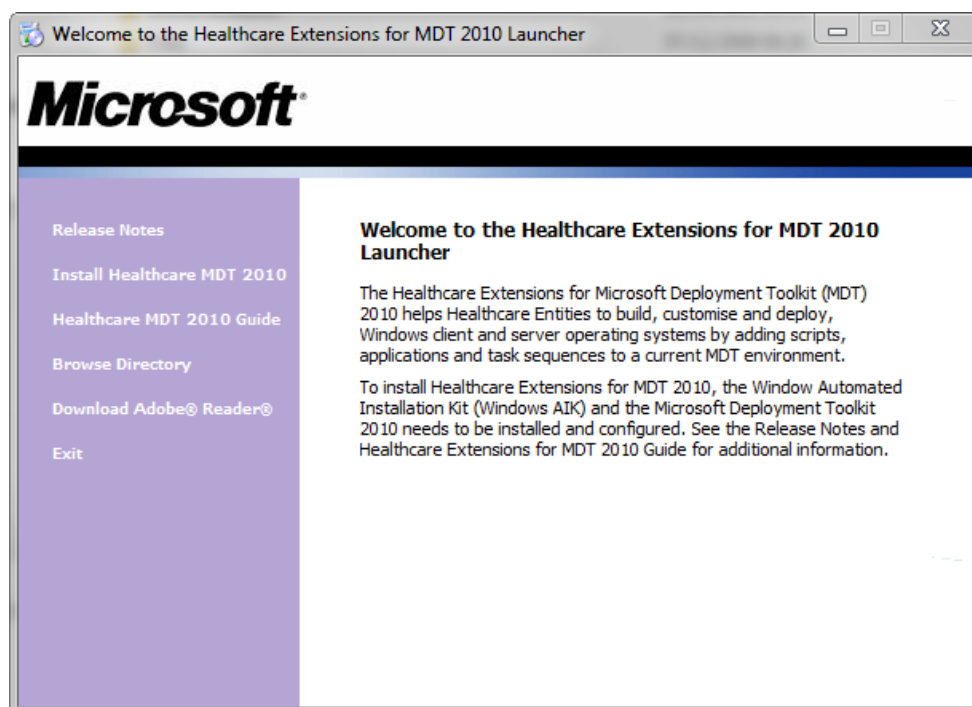 Welcome to the Healthcare Extensions for MDT 2010 Launcher
Microsoft®
Release Notes
Install Healthcare MDT 2010
Healthcare MDT 2010 Guide
Browse Directory
Download Adobe® Reader®
Exit
Welcome to the Healthcare Extensions for MDT 2010
Launcher
The Healthcare Extensions for Microsoft Deployment Toolkit (MDT)
2010 helps Healthcare Entities to build, customise and deploy,
Windows client and server operating systems by adding scripts,
applications and task sequences to a current MDT environment.
To install Healthcare Extensions for MDT 2010, the Window Automated
Installation Kit (Windows AIK) and the Microsoft Deployment Toolkit
2010 needs to be installed and configured. See the Release Notes and
Healthcare Extensions for MDT 2010 Guide for additional information.